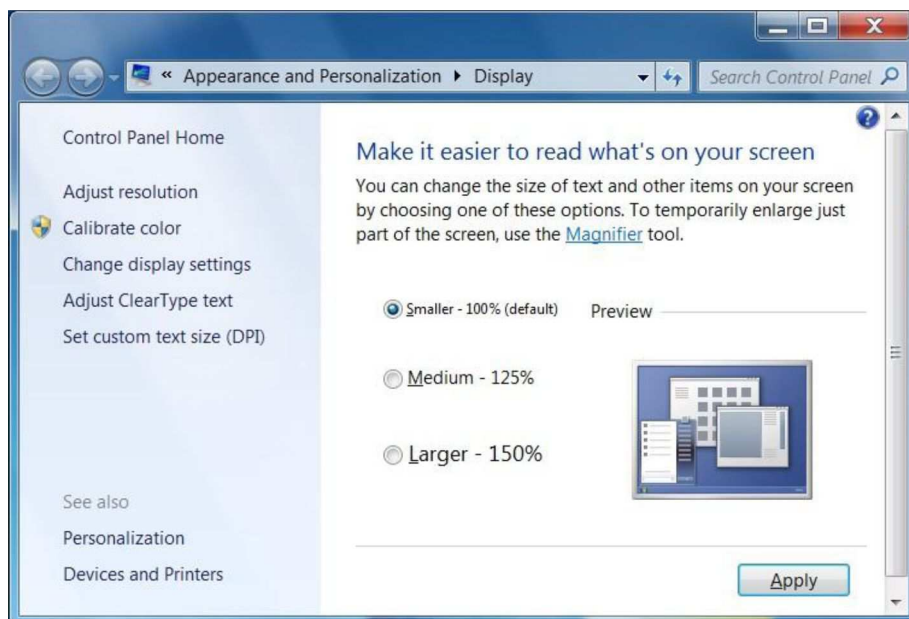 « Appearance and Personalization ▸ Display
Search Control Panel
Control Panel Home
Adjust resolution
Calibrate color
Change display settings
Adjust ClearType text
Set custom text size (DPI)
See also
Personalization
Devices and Printers
Make it easier to read what's on your screen
You can change the size of text and other items on your screen
by choosing one of these options. To temporarily enlarge just
part of the screen, use the Magnifier tool.
Smaller - 100% (default)
Preview
Medium - 125%
Larger - 150%
Apply